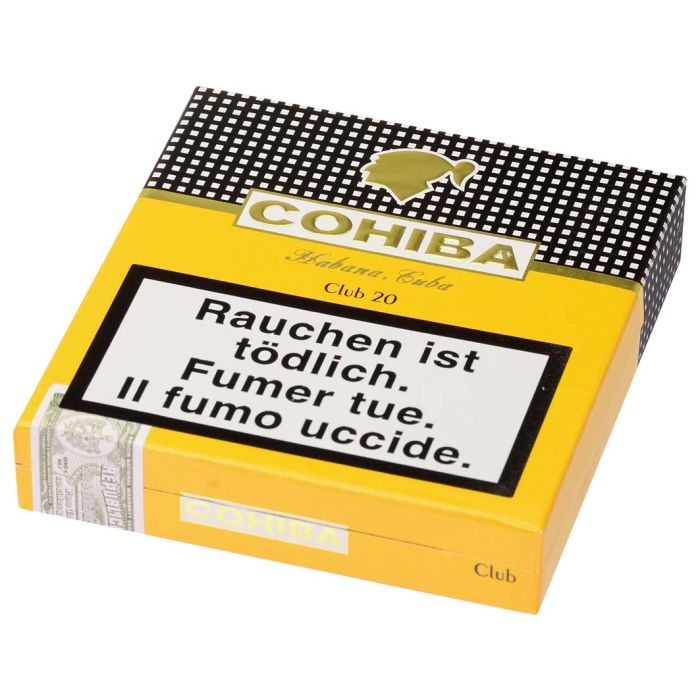 COHIBA
Habana, Cuba
Club 20
Rauchen ist
tödlich.
Fumer tue.
Il fumo uccide.
COHIBA
Club